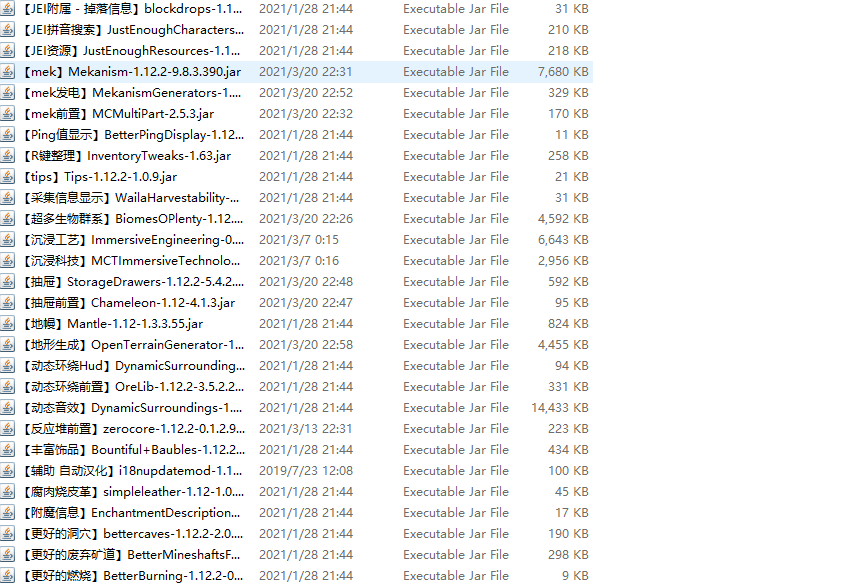 【JEI附属 - 掉落信息】blockdrops-1.1... 2021/1/28 21:44 Executable Jar File 31 KB
【JEI拼音搜索】JustEnoughCharacters... 2021/1/28 21:44 Executable Jar File 210 KB
【JEI资源】JustEnoughResources-1.1... 2021/1/28 21:44 Executable Jar File 218 KB
【mek】Mekanism-1.12.2-9.8.3.390.jar 2021/3/20 22:31 Executable Jar File 7,680 KB
【mek发电】MekanismGenerators-1.... 2021/3/20 22:52 Executable Jar File 329 KB
【mek前置】MCMultiPart-2.5.3.jar 2021/3/20 22:32 Executable Jar File 170 KB
【Ping值显示】BetterPingDisplay-1.12... 2021/1/28 21:44 Executable Jar File 11 KB
【R键整理】InventoryTweaks-1.63.jar 2021/1/28 21:44 Executable Jar File 258 KB
【tips】Tips-1.12.2-1.0.9.jar 2021/1/28 21:44 Executable Jar File 21 KB
【采集信息显示】WailaHarvestability-... 2021/1/28 21:44 Executable Jar File 31 KB
【超多生物群系】BiomesOPlenty-1.12.... 2021/3/20 22:26 Executable Jar File 4,592 KB
【沉浸工艺】ImmersiveEngineering-0.... 2021/3/7 0:15 Executable Jar File 6,643 KB
【沉浸科技】MCTImmersiveTechnolo... 2021/3/7 0:16 Executable Jar File 2,956 KB
【抽屉】StorageDrawers-1.12.2-5.4.2.... 2021/3/20 22:48 Executable Jar File 592 KB
【抽屉前置】Chameleon-1.12-4.1.3.jar 2021/3/20 22:47 Executable Jar File 95 KB
【地幔】Mantle-1.12-1.3.3.55.jar 2021/1/28 21:44 Executable Jar File 824 KB
【地形生成】OpenTerrainGenerator-1... 2021/3/20 22:58 Executable Jar File 4,455 KB
【动态环绕Hud】DynamicSurrounding... 2021/1/28 21:44 Executable Jar File 94 KB
【动态环绕前置】OreLib-1.12.2-3.5.2.2... 2021/1/28 21:44 Executable Jar File 331 KB
【动态音效】DynamicSurroundings-1.... 2021/1/28 21:44 Executable Jar File 14,433 KB
【反应堆前置】zerocore-1.12.2-0.1.2.9... 2021/3/13 22:31 Executable Jar File 223 KB
【丰富饰品】Bountiful+Baubles-1.12.2... 2021/1/28 21:44 Executable Jar File 434 KB
【辅助 自动汉化】i18nupdatemod-1.1... 2019/7/23 12:08 Executable Jar File 100 KB
【腐肉烧皮革】simpleleather-1.12-1.0.... 2021/1/28 21:44 Executable Jar File 45 KB
【附魔信息】EnchantmentDescription... 2021/1/28 21:44 Executable Jar File 17 KB
【更好的洞穴】bettercaves-1.12.2-2.0.... 2021/1/28 21:44 Executable Jar File 190 KB
【更好的废弃矿道】BetterMineshaftsF... 2021/1/28 21:44 Executable Jar File 298 KB
【更好的燃烧】BetterBurning-1.12.2-0... 2021/1/28 21:44 Executable Jar File 9 KB